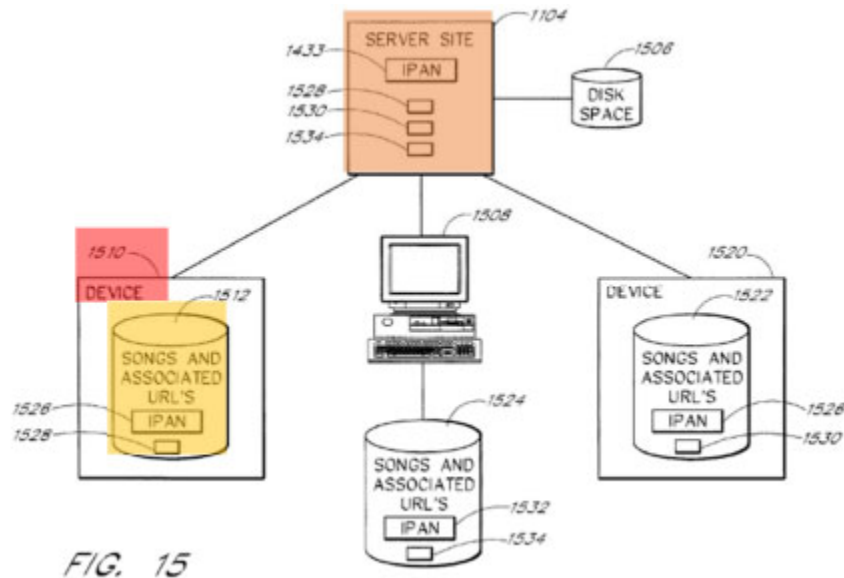 1104
SERVER SITE
1433
IPAN
1528
1530
1534
1506
DISK
SPACE
1508
1510
DEVICE
1512
SONGS AND
ASSOCIATED
URL'S
1526
IPAN
1528
1524
SONGS AND
ASSOCIATED
URL'S
IPAN
1532
1534
1520
DEVICE
1522
SONGS AND
ASSOCIATED
URL'S
IPAN
1526
1530
FIG. 15